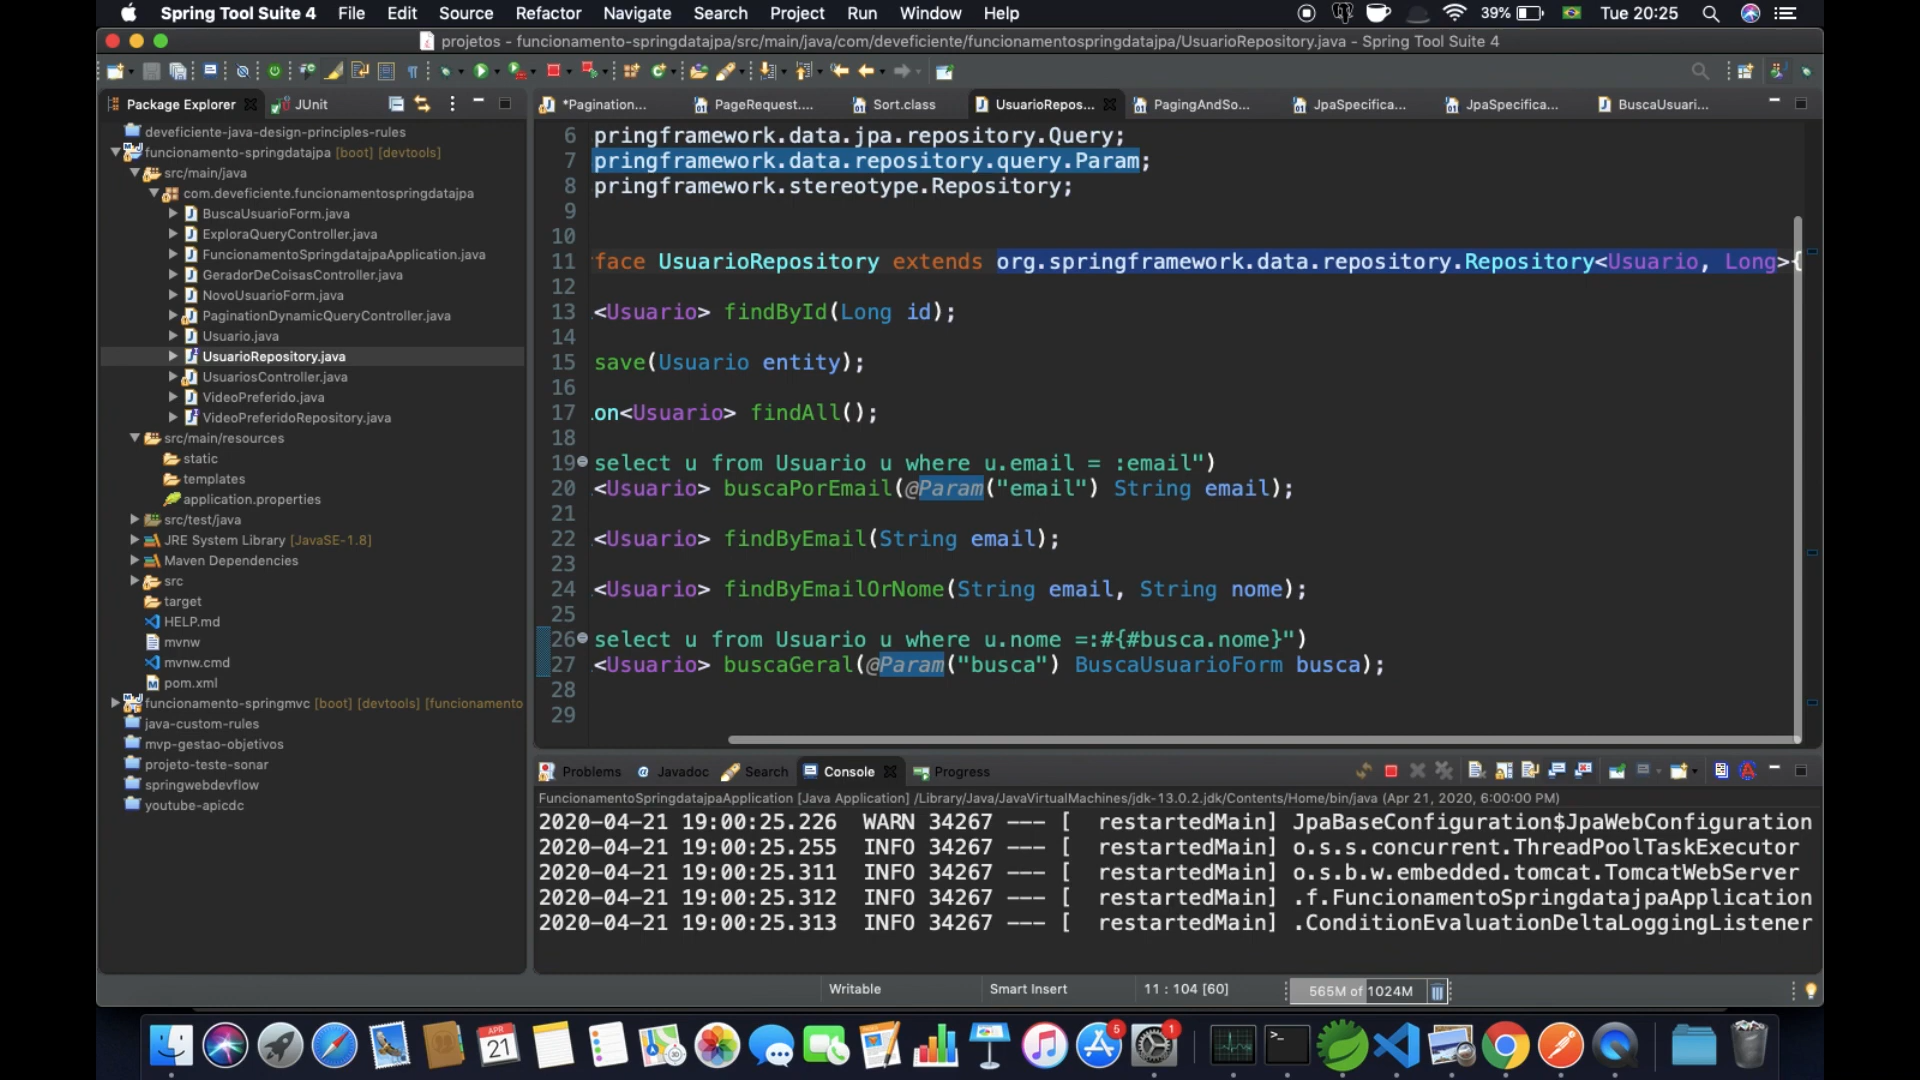 Spring Tool Suite 4 File Edit Source Refactor Navigate Search Project Run Window Help 39% Tue 20:25
projetos - funcionamento-springdatajpa/src/main/java/com/deveficiente/funcionamentospringdatajpa/UsuarioRepository.java - Spring Tool Suite 4
Package Explorer JUnit
*Pagination... PageRequest.... Sort.class UsuarioRepos... PagingAndSo... JpaSpecifica... JpaSpecifica... BuscaUsuari...
deveficiente-java-design-principles-rules
funcionamento-springdatajpa [boot] [devtools]
src/main/java
com.deveficiente.funcionamentospringdatajpa
BuscaUsuarioForm.java
ExploraQueryController.java
FuncionamentoSpringdatajpaApplication.java
GeradorDeCoisasController.java
NovoUsuarioForm.java
PaginationDynamicQueryController.java
Usuario.java
UsuarioRepository.java
UsuariosController.java
VideoPreferido.java
VideoPreferidoRepository.java
src/main/resources
static
templates
application.properties
src/test/java
JRE System Library [JavaSE-1.8]
Maven Dependencies
src
target
HELP.md
mvnw
mvnw.cmd
pom.xml
funcionamento-springmvc [boot] [devtools] [funcionamento
java-custom-rules
mvp-gestao-objetivos
projeto-teste-sonar
springwebdevflow
youtube-apicdc
6 pringframework.data.jpa.repository.Query;
7 pringframework.data.repository.query.Param;
8 pringframework.stereotype.Repository;
9
10
11 face UsuarioRepository extends org.springframework.data.repository.Repository<Usuario, Long>{
12
13 <Usuario> findById(Long id);
14
15 save(Usuario entity);
16
17 on<Usuario> findAll();
18
19 select u from Usuario u where u.email = :email")
20 <Usuario> buscaPorEmail(@Param("email") String email);
21
22 <Usuario> findByEmail(String email);
23
24 <Usuario> findByEmailOrNome(String email, String nome);
25
26 select u from Usuario u where u.nome =:#{#busca.nome}")
27 <Usuario> buscaGeral(@Param("busca") BuscaUsuarioForm busca);
28
29
Problems Javadoc Search Console Progress
FuncionamentoSpringdatajpaApplication [Java Application] /Library/Java/JavaVirtualMachines/jdk-13.0.2.jdk/Contents/Home/bin/java (Apr 21, 2020, 6:00:00 PM)
2020-04-21 19:00:25.226 WARN 34267 --- [ restartedMain] JpaBaseConfiguration$JpaWebConfiguration
2020-04-21 19:00:25.255 INFO 34267 --- [ restartedMain] o.s.s.concurrent.ThreadPoolTaskExecutor
2020-04-21 19:00:25.311 INFO 34267 --- [ restartedMain] o.s.b.w.embedded.tomcat.TomcatWebServer
2020-04-21 19:00:25.312 INFO 34267 --- [ restartedMain] .f.FuncionamentoSpringdatajpaApplication
2020-04-21 19:00:25.313 INFO 34267 --- [ restartedMain] .ConditionEvaluationDeltaLoggingListener
Writable Smart Insert 11 : 104 [60] 565M of 1024M
APR
21
5
1